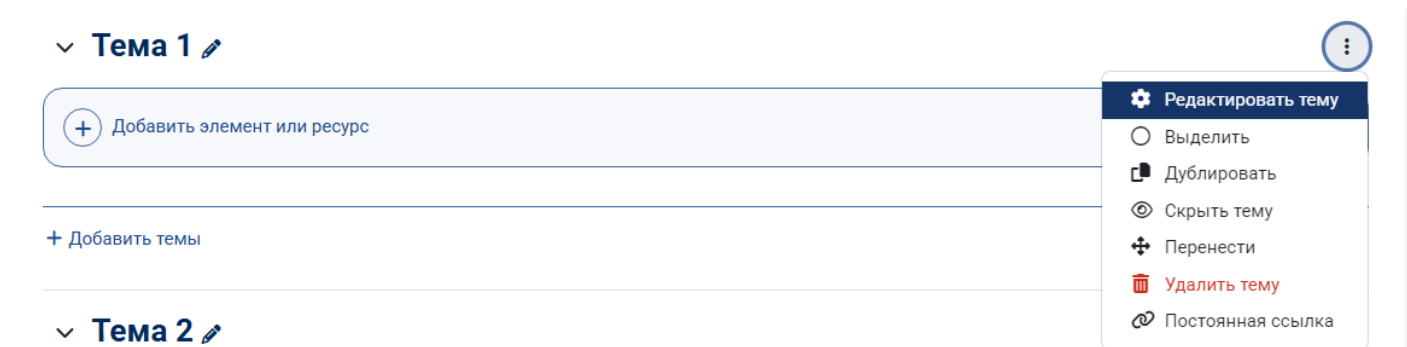 Тема 1
Добавить элемент или ресурс
+ Добавить темы
Тема 2
Редактировать тему
Выделить
Дублировать
Скрыть тему
Перенести
Удалить тему
Постоянная ссылка